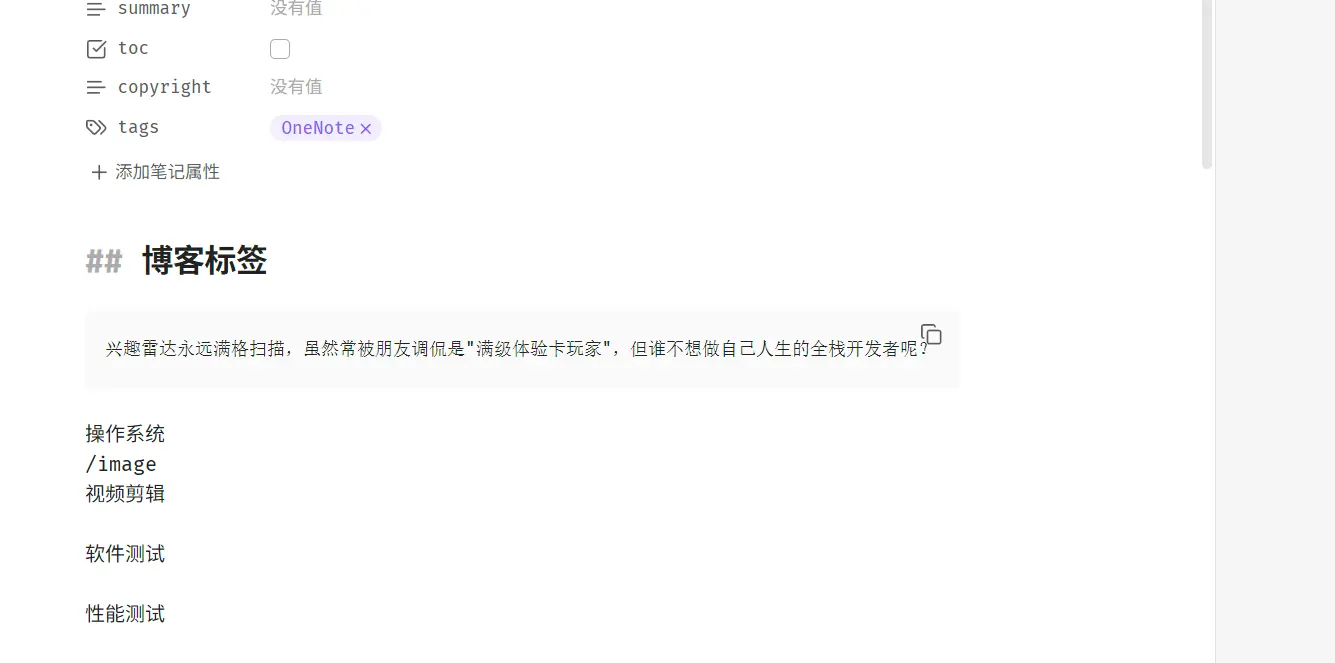 summary 没有值
toc
copyright 没有值
tags OneNote ×
+ 添加笔记属性
## 博客标签
兴趣雷达永远满格扫描，虽然常被朋友调侃是"满级体验卡玩家"，但谁不想做自己人生的全栈开发者呢？
操作系统
/image
视频剪辑
软件测试
性能测试